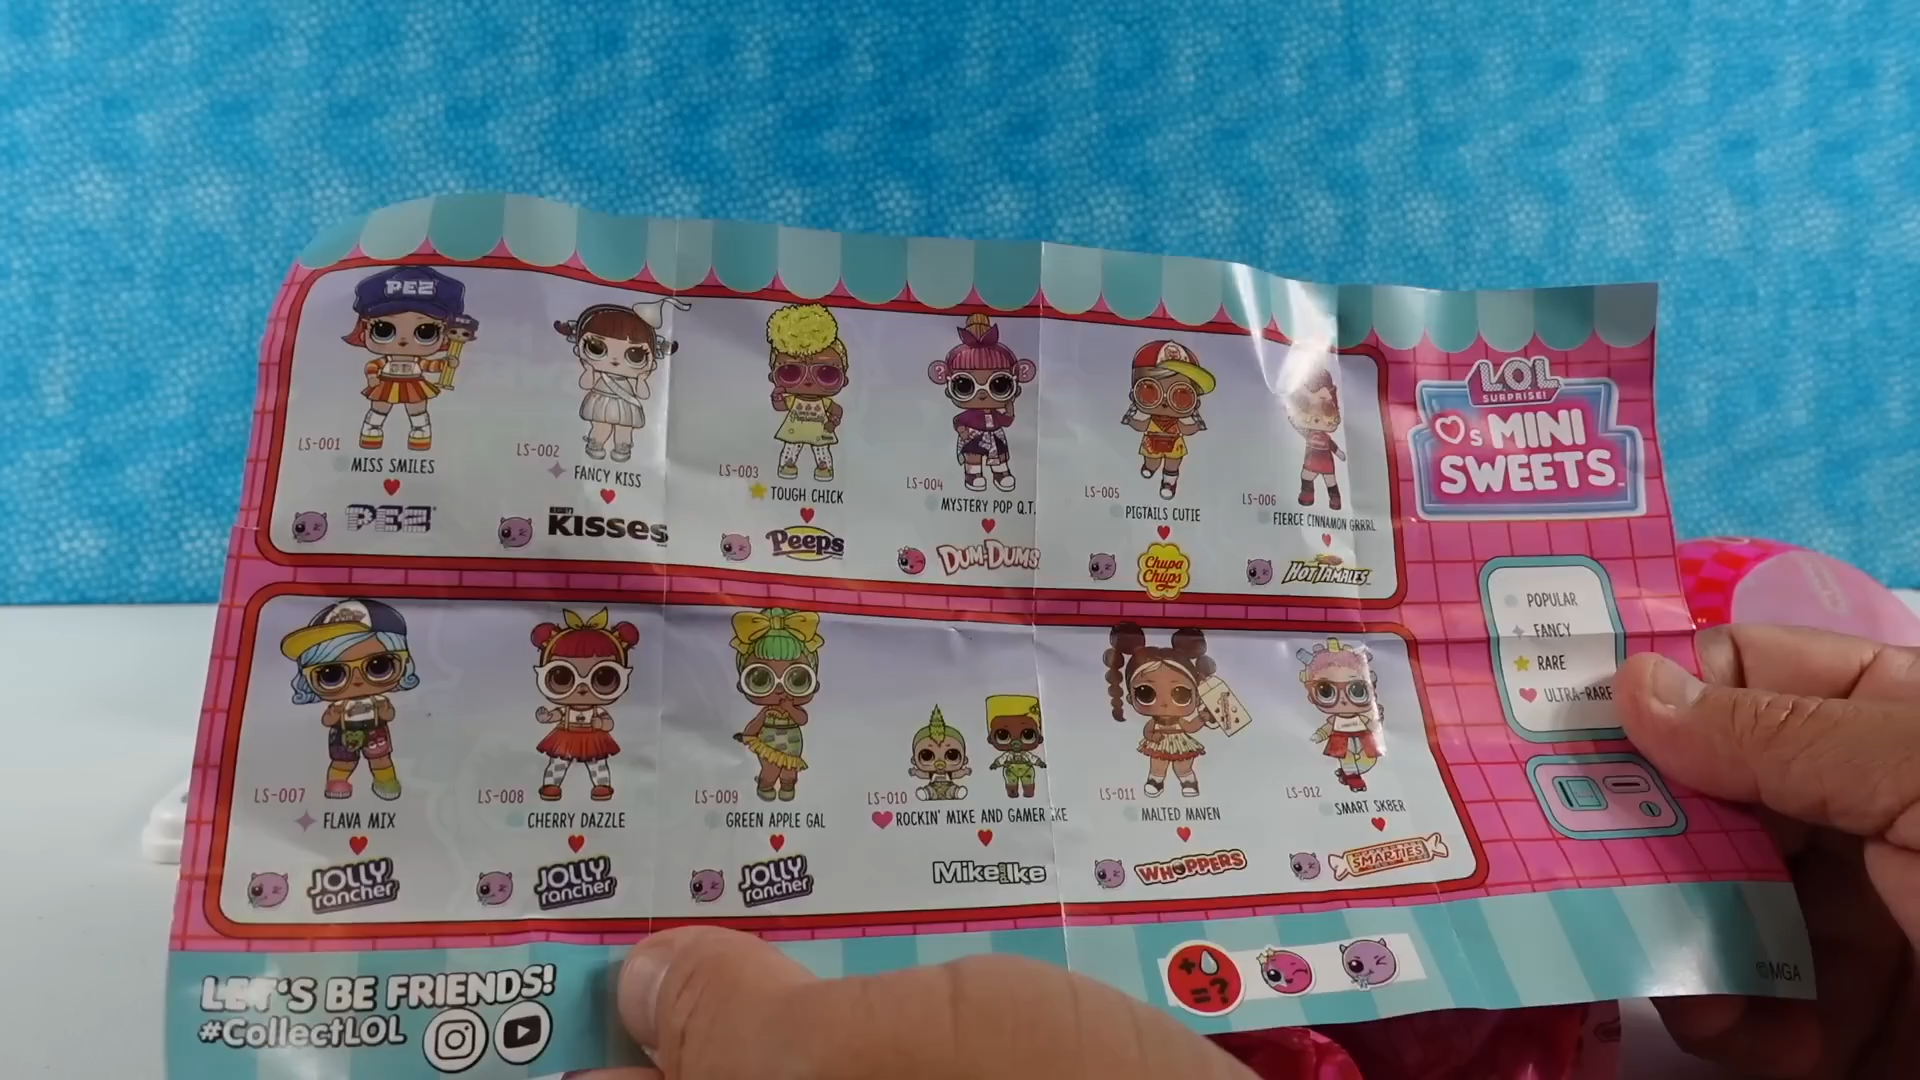 PEZ
LS-001
MISS SMILES
PEZ
LS-002
FANCY KISS
KISSES
LS-003
TOUGH CHICK
Peeps
LS-004
MYSTERY POP Q.T.
DUM-DUMS
LS-005
PIGTAILS CUTIE
Chupa
Chups
LS-006
FIERCE CINNAMON GRRRL
HOT TAMALES
L.O.L.
SURPRISE!
s MINI
SWEETS
POPULAR
FANCY
RARE
ULTRA-RARE
LS-007
FLAVA MIX
JOLLY
rancher
LS-008
CHERRY DAZZLE
JOLLY
rancher
LS-009
GREEN APPLE GAL
JOLLY
rancher
LS-010
ROCKIN' MIKE AND GAMER IKE
Mike and Ike
LS-011
MALTED MAVEN
WHOPPERS
LS-012
SMART SK8ER
SMARTIES
LET'S BE FRIENDS!
#CollectLOL
+ =?
©MGA